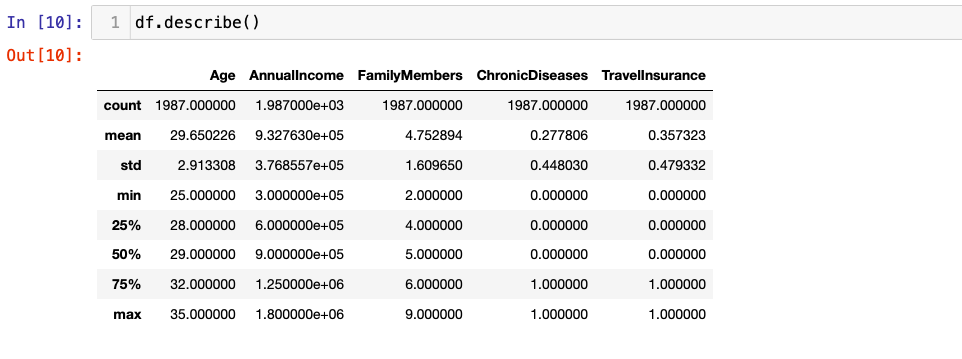 In [10]: 1 df.describe()
Out[10]:
Age AnnualIncome FamilyMembers ChronicDiseases TravelInsurance
count 1987.000000 1.987000e+03 1987.000000 1987.000000 1987.000000
mean 29.650226 9.327630e+05 4.752894 0.277806 0.357323
std 2.913308 3.768557e+05 1.609650 0.448030 0.479332
min 25.000000 3.000000e+05 2.000000 0.000000 0.000000
25% 28.000000 6.000000e+05 4.000000 0.000000 0.000000
50% 29.000000 9.000000e+05 5.000000 0.000000 0.000000
75% 32.000000 1.250000e+06 6.000000 1.000000 1.000000
max 35.000000 1.800000e+06 9.000000 1.000000 1.000000